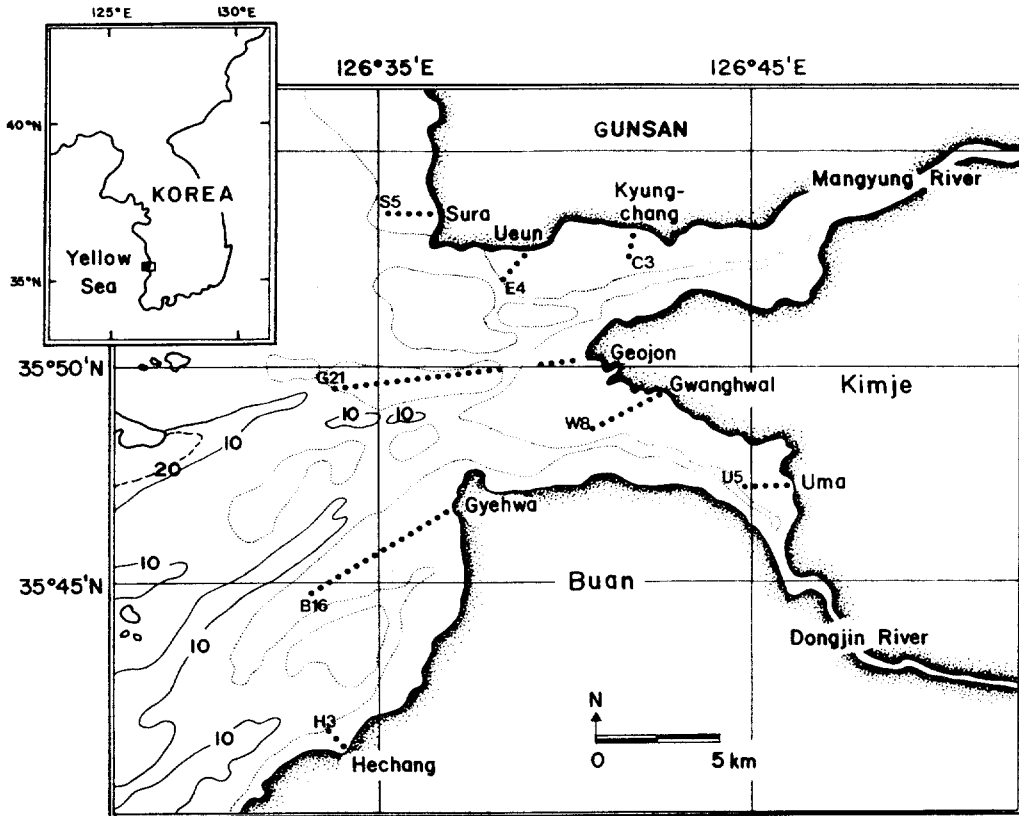 125°E
130°E
40°N
KOREA
Yellow
Sea
35°N
126°35'E
126°45'E
GUNSAN
Mangyung River
Kyung-
chang
S5
Sura
Ueun
C3
E4
35°50'N
Geojon
G21
Gwanghwal
Kimje
10
10
W8
10
20
U5
Uma
Gyehwa
10
35°45'N
Buan
B16
Dongjin River
10
N
H3
10
Hechang
0
5 km